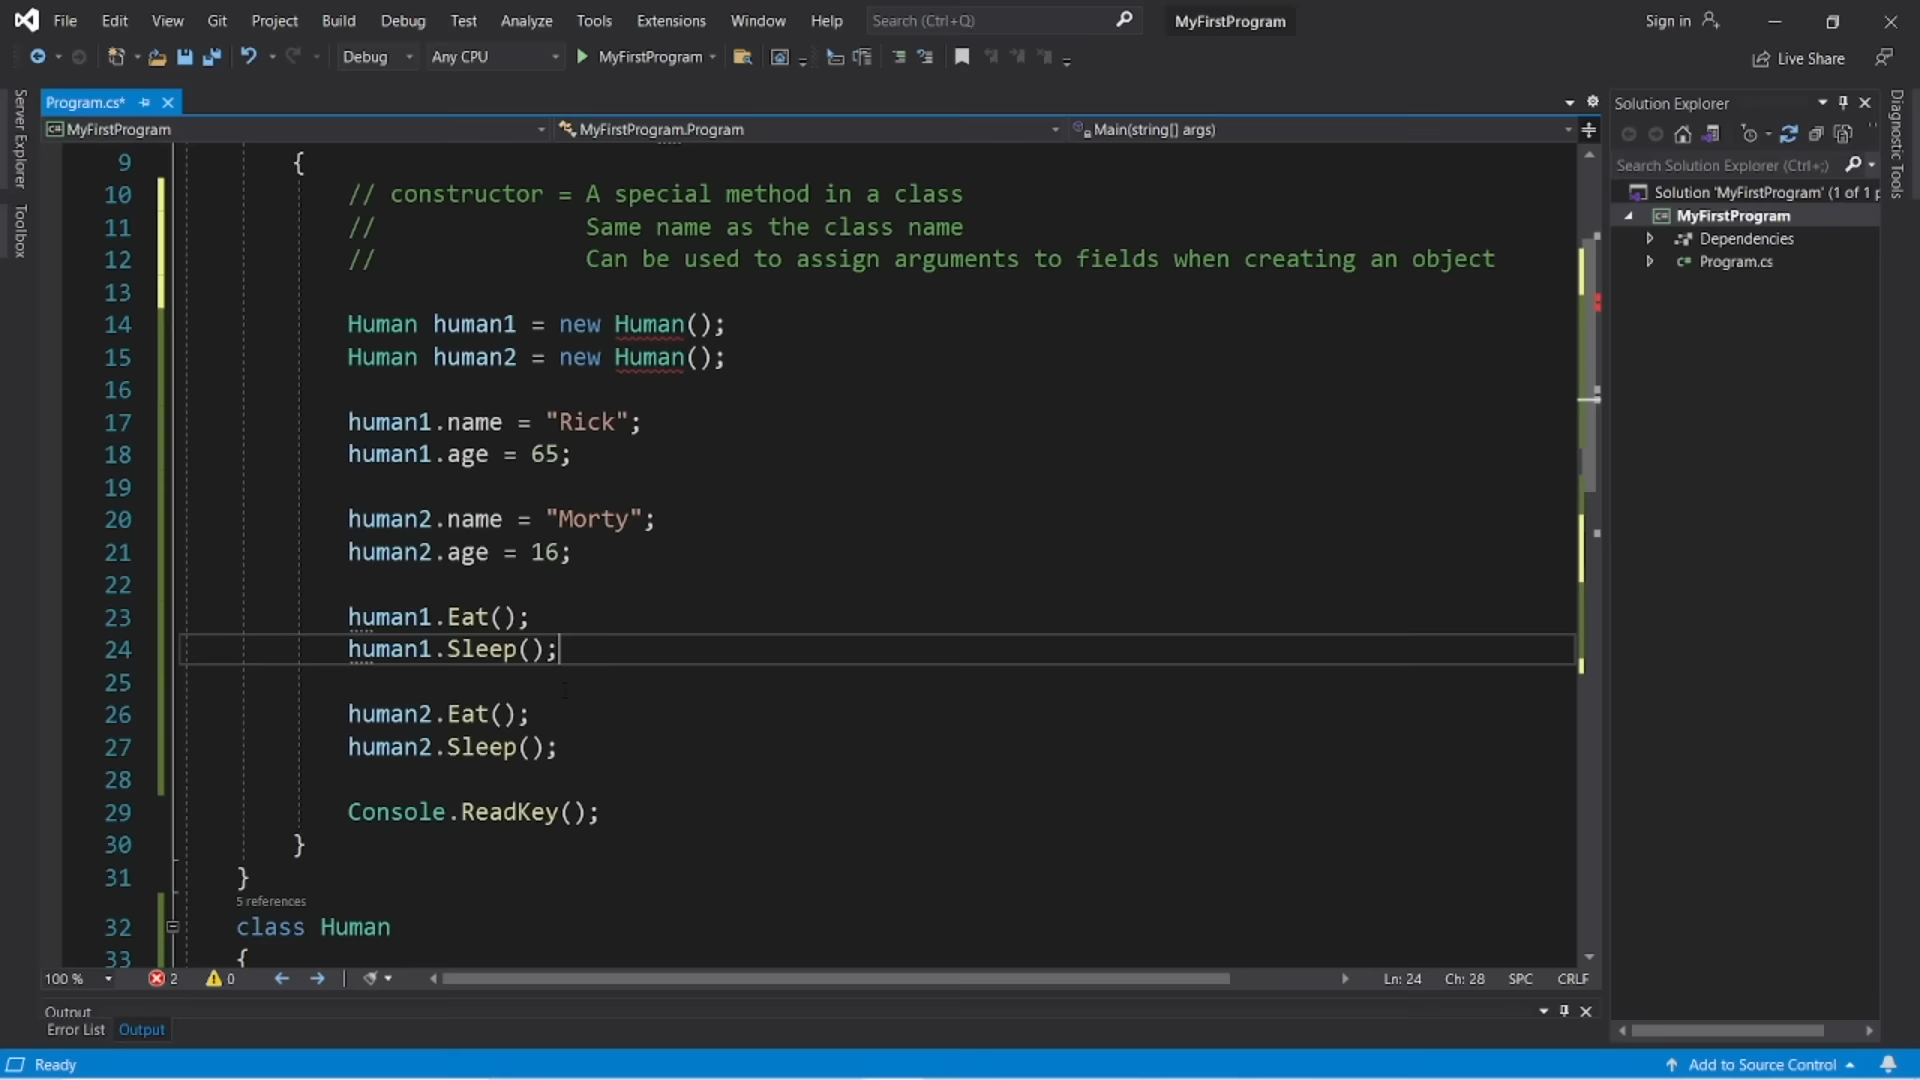 File Edit View Git Project Build Debug Test Analyze Tools Extensions Window Help Search (Ctrl+Q) MyFirstProgram Sign in
Debug Any CPU MyFirstProgram Live Share
Server Explorer
Toolbox
Program.cs*
MyFirstProgram MyFirstProgram.Program Main(string[] args)
9 {
10 // constructor = A special method in a class
11 // Same name as the class name
12 // Can be used to assign arguments to fields when creating an object
13
14 Human human1 = new Human();
15 Human human2 = new Human();
16
17 human1.name = "Rick";
18 human1.age = 65;
19
20 human2.name = "Morty";
21 human2.age = 16;
22
23 human1.Eat();
24 human1.Sleep();
25
26 human2.Eat();
27 human2.Sleep();
28
29 Console.ReadKey();
30 }
31 }
5 references
32 class Human
33 {
100 % 2 0 Ln: 24 Ch: 28 SPC CRLF
Output
Error List Output
Ready Add to Source Control
Solution Explorer
Search Solution Explorer (Ctrl+;)
Solution 'MyFirstProgram' (1 of 1 p
C# MyFirstProgram
Dependencies
C# Program.cs
Diagnostic Tools